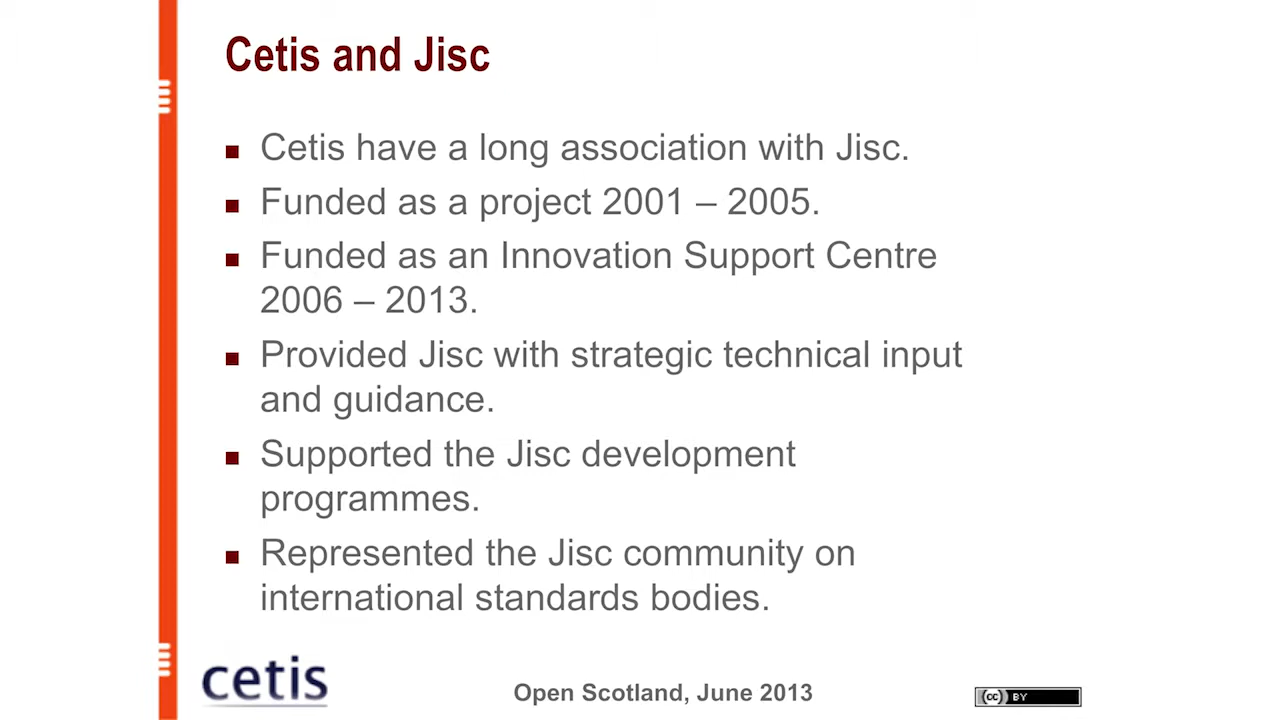 Cetis and Jisc
Cetis have a long association with Jisc.
Funded as a project 2001 – 2005.
Funded as an Innovation Support Centre
2006 – 2013.
Provided Jisc with strategic technical input
and guidance.
Supported the Jisc development
programmes.
Represented the Jisc community on
international standards bodies.
cetis
Open Scotland, June 2013
cc BY